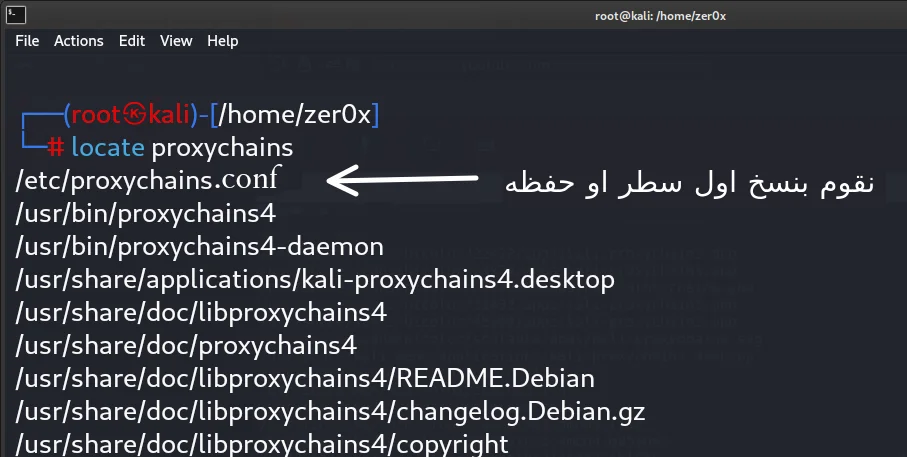 root@kali: /home/zer0x
File Actions Edit View Help
┌──(root㉿kali)-[/home/zer0x]
└─# locate proxychains
/etc/proxychains.conf نقوم بنسخ اول سطر او حفظه
/usr/bin/proxychains4
/usr/bin/proxychains4-daemon
/usr/share/applications/kali-proxychains4.desktop
/usr/share/doc/libproxychains4
/usr/share/doc/proxychains4
/usr/share/doc/libproxychains4/README.Debian
/usr/share/doc/libproxychains4/changelog.Debian.gz
/usr/share/doc/libproxychains4/copyright